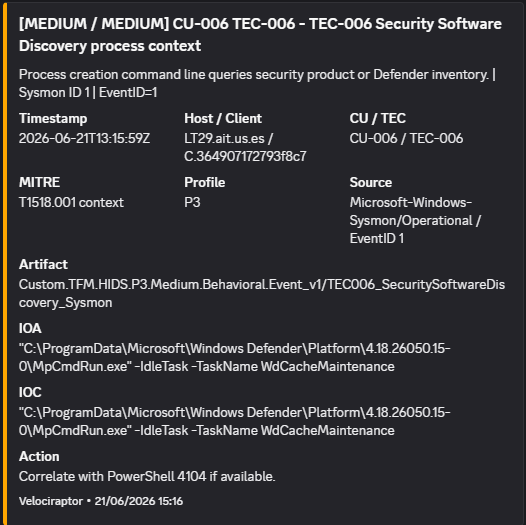 [MEDIUM / MEDIUM] CU-006 TEC-006 - TEC-006 Security Software
Discovery process context
Process creation command line queries security product or Defender inventory. |
Sysmon ID 1 | EventID=1
Timestamp
2026-06-21T13:15:59Z
Host / Client
LT29.ait.us.es /
C.364907172793f8c7
CU / TEC
CU-006 / TEC-006
MITRE
T1518.001 context
Profile
P3
Source
Microsoft-Windows-
Sysmon/Operational /
EventID 1
Artifact
Custom.TFM.HIDS.P3.Medium.Behavioral.Event_v1/TEC006_SecuritySoftwareDis
covery_Sysmon
IOA
"C:\ProgramData\Microsoft\Windows Defender\Platform\4.18.26050.15-
0\MpCmdRun.exe" -IdleTask -TaskName WdCacheMaintenance
IOC
"C:\ProgramData\Microsoft\Windows Defender\Platform\4.18.26050.15-
0\MpCmdRun.exe" -IdleTask -TaskName WdCacheMaintenance
Action
Correlate with PowerShell 4104 if available.
Velociraptor • 21/06/2026 15:16